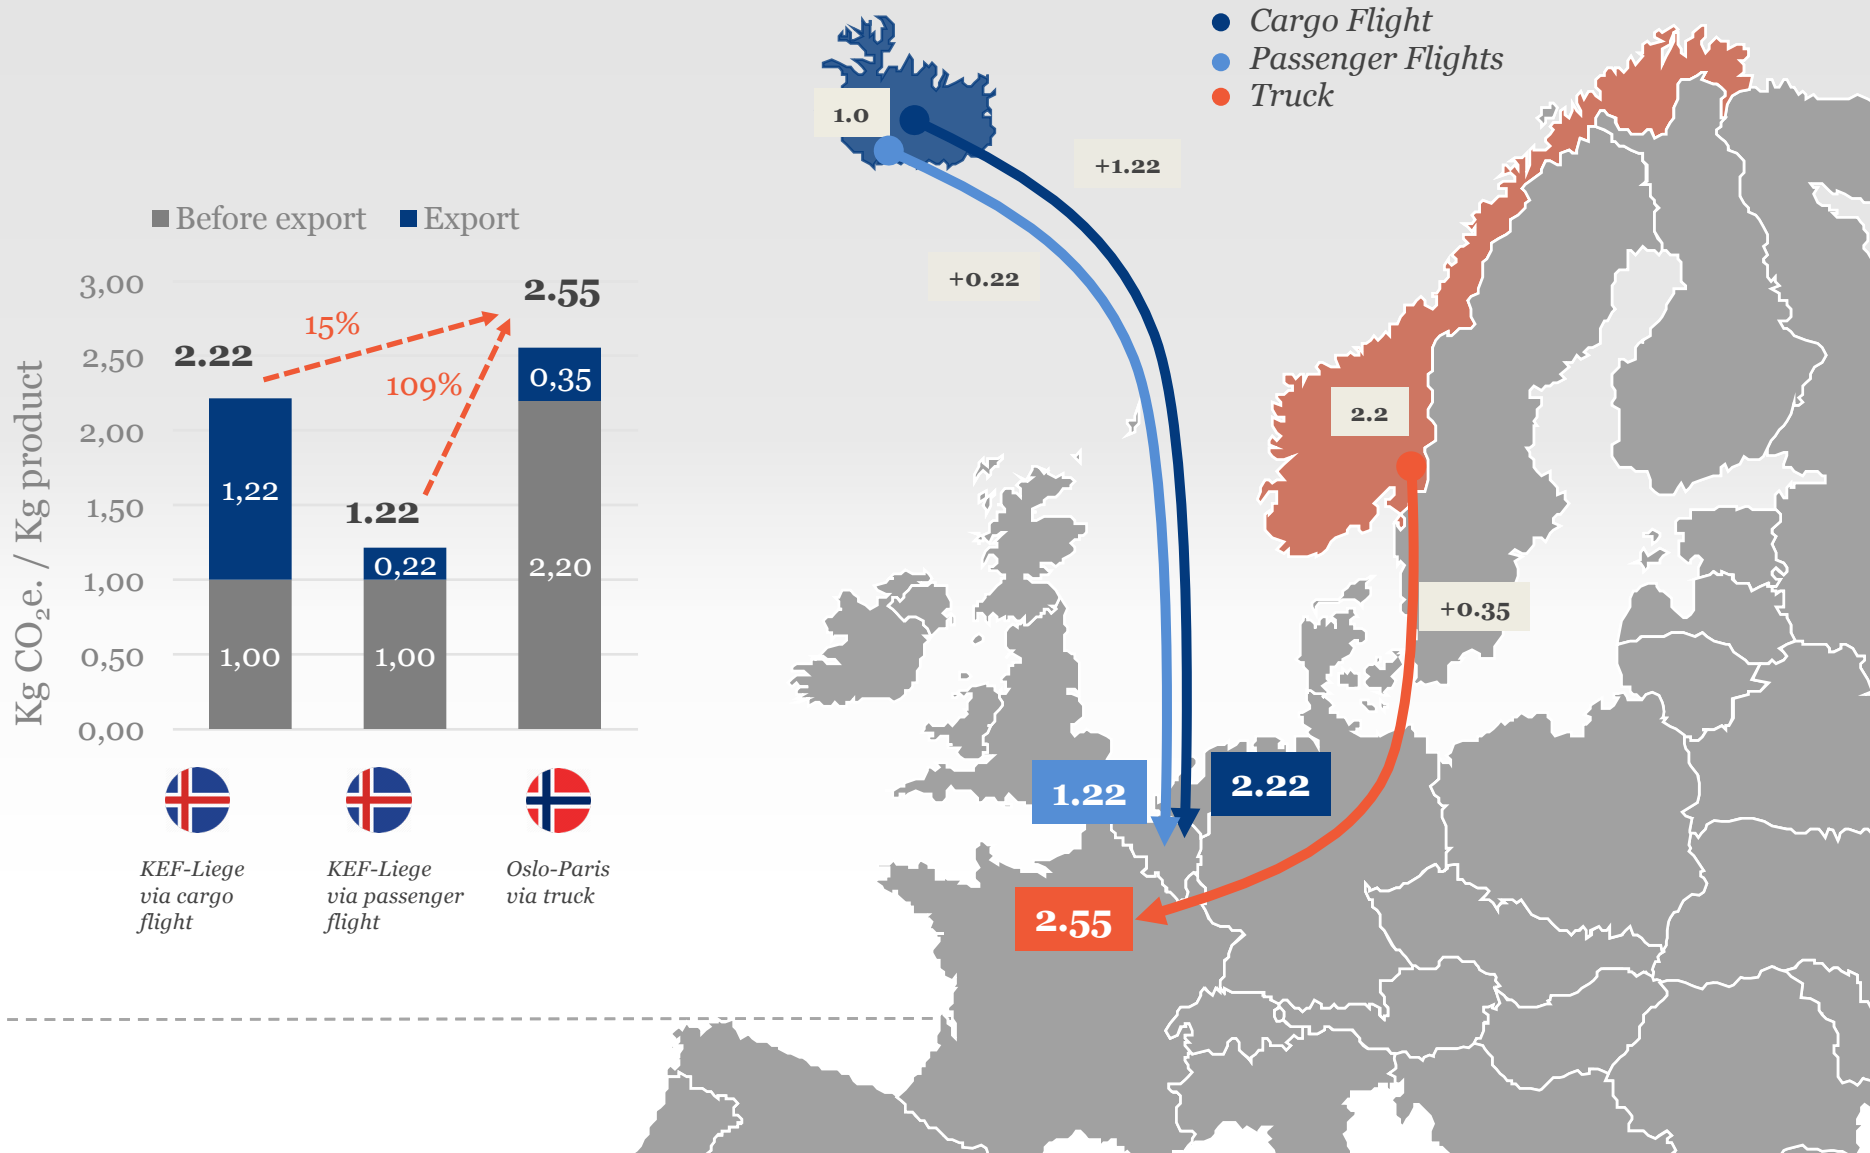 Before export
Export
Kg CO₂e. / Kg product
3,00
2,50
2,00
1,50
1,00
0,50
0,00
2.22
1.22
2.55
15%
109%
1,22
1,00
0,22
1,00
0,35
2,20
KEF-Liege
via cargo
flight
KEF-Liege
via passenger
flight
Oslo-Paris
via truck
Cargo Flight
Passenger Flights
Truck
1.0
+1.22
+0.22
2.2
+0.35
1.22
2.22
2.55